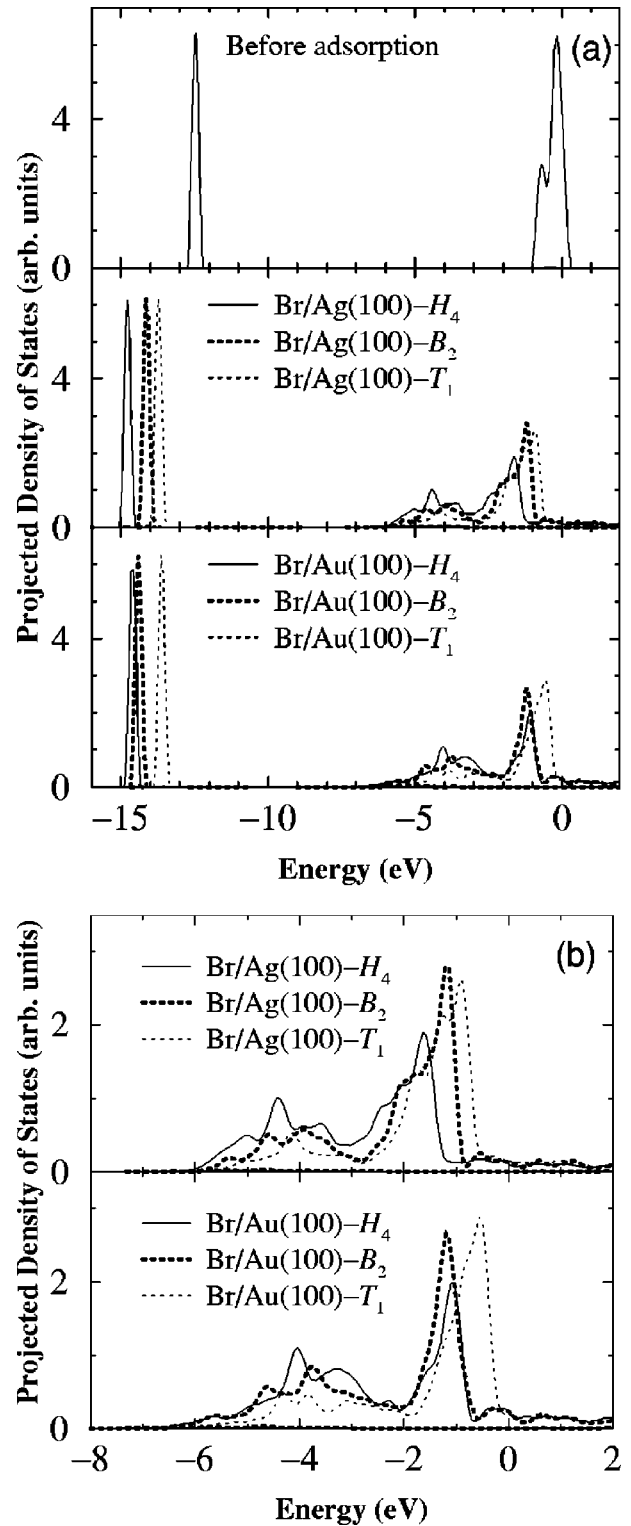 (a)
Before adsorption
4
0
Br/Ag(100)–H₄
Br/Ag(100)–B₂
Br/Ag(100)–T₁
4
0
Br/Au(100)–H₄
Br/Au(100)–B₂
Br/Au(100)–T₁
4
0
−15 −10 −5 0
Energy (eV)
Projected Density of States (arb. units)
(b)
Br/Ag(100)–H₄
Br/Ag(100)–B₂
Br/Ag(100)–T₁
2
0
Br/Au(100)–H₄
Br/Au(100)–B₂
Br/Au(100)–T₁
2
0
−8 −6 −4 −2 0 2
Energy (eV)
Projected Density of States (arb. units)